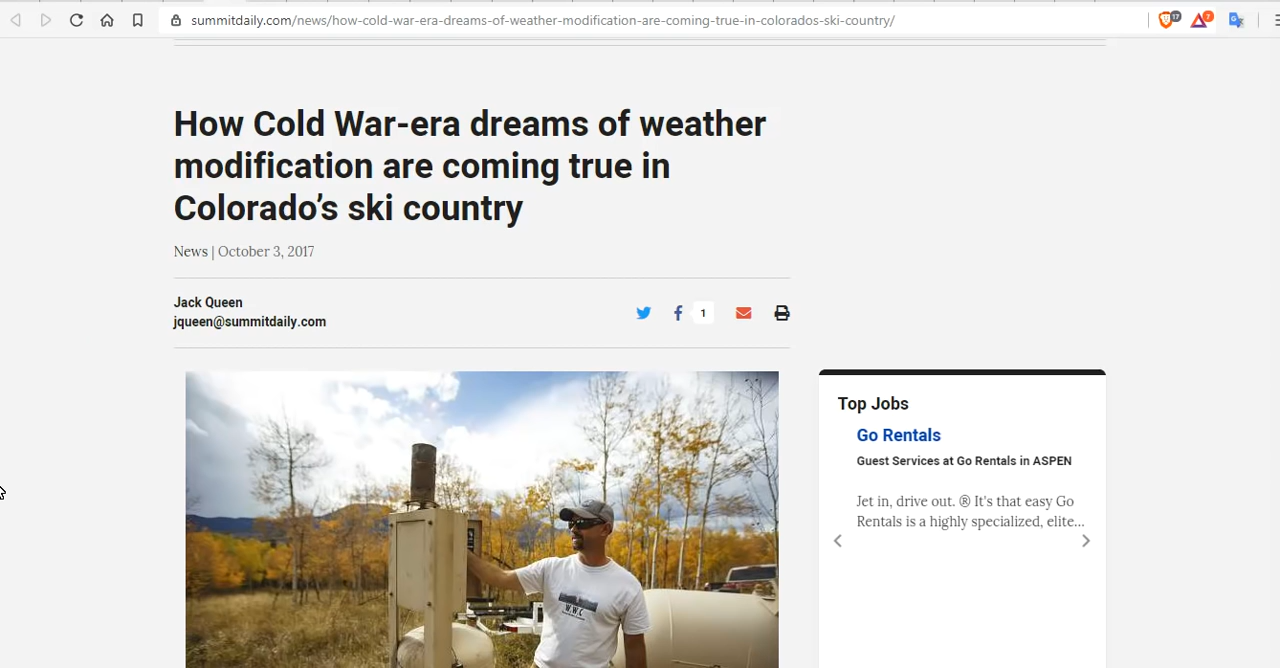 summitdaily.com/news/how-cold-war-era-dreams-of-weather-modification-are-coming-true-in-colorados-ski-country/
17
7
How Cold War-era dreams of weather
modification are coming true in
Colorado's ski country
News | October 3, 2017
Jack Queen
jqueen@summitdaily.com
1
Top Jobs
Go Rentals
Guest Services at Go Rentals in ASPEN
Jet in, drive out. ® It's that easy Go
Rentals is a highly specialized, elite...
W.W.C